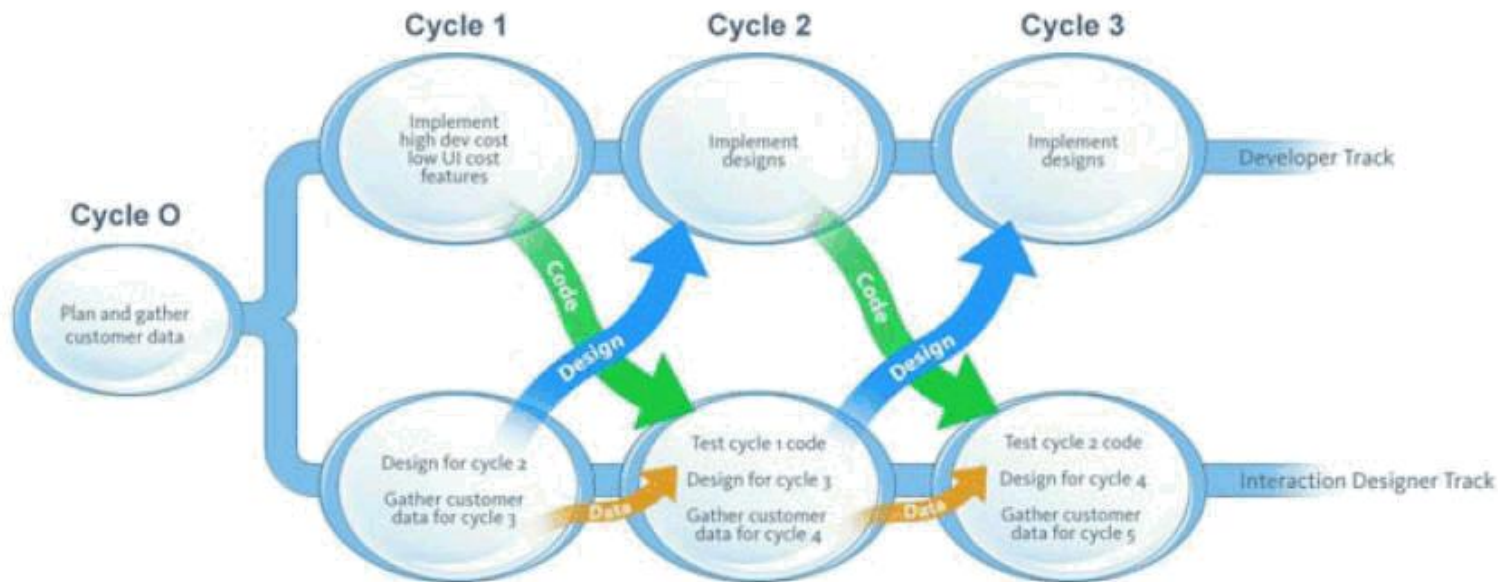 Cycle 1
Cycle 2
Cycle 3
Implement
high dev cost
low UI cost
features
Implement
designs
Implement
designs
Developer Track
Cycle O
Plan and gather
customer data
Code
Design
Code
Design
Design for cycle 2
Gather customer
data for cycle 3
Data
Test cycle 1 code
Design for cycle 3
Gather customer
data for cycle 4
Data
Test cycle 2 code
Design for cycle 4
Gather customer
data for cycle 5
Interaction Designer Track